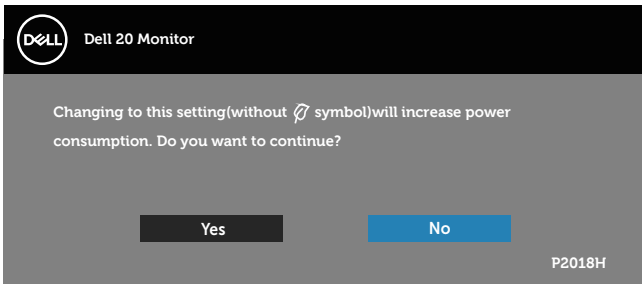 DELL
Dell 20 Monitor
Changing to this setting(without symbol)will increase power
consumption. Do you want to continue?
Yes
No
P2018H